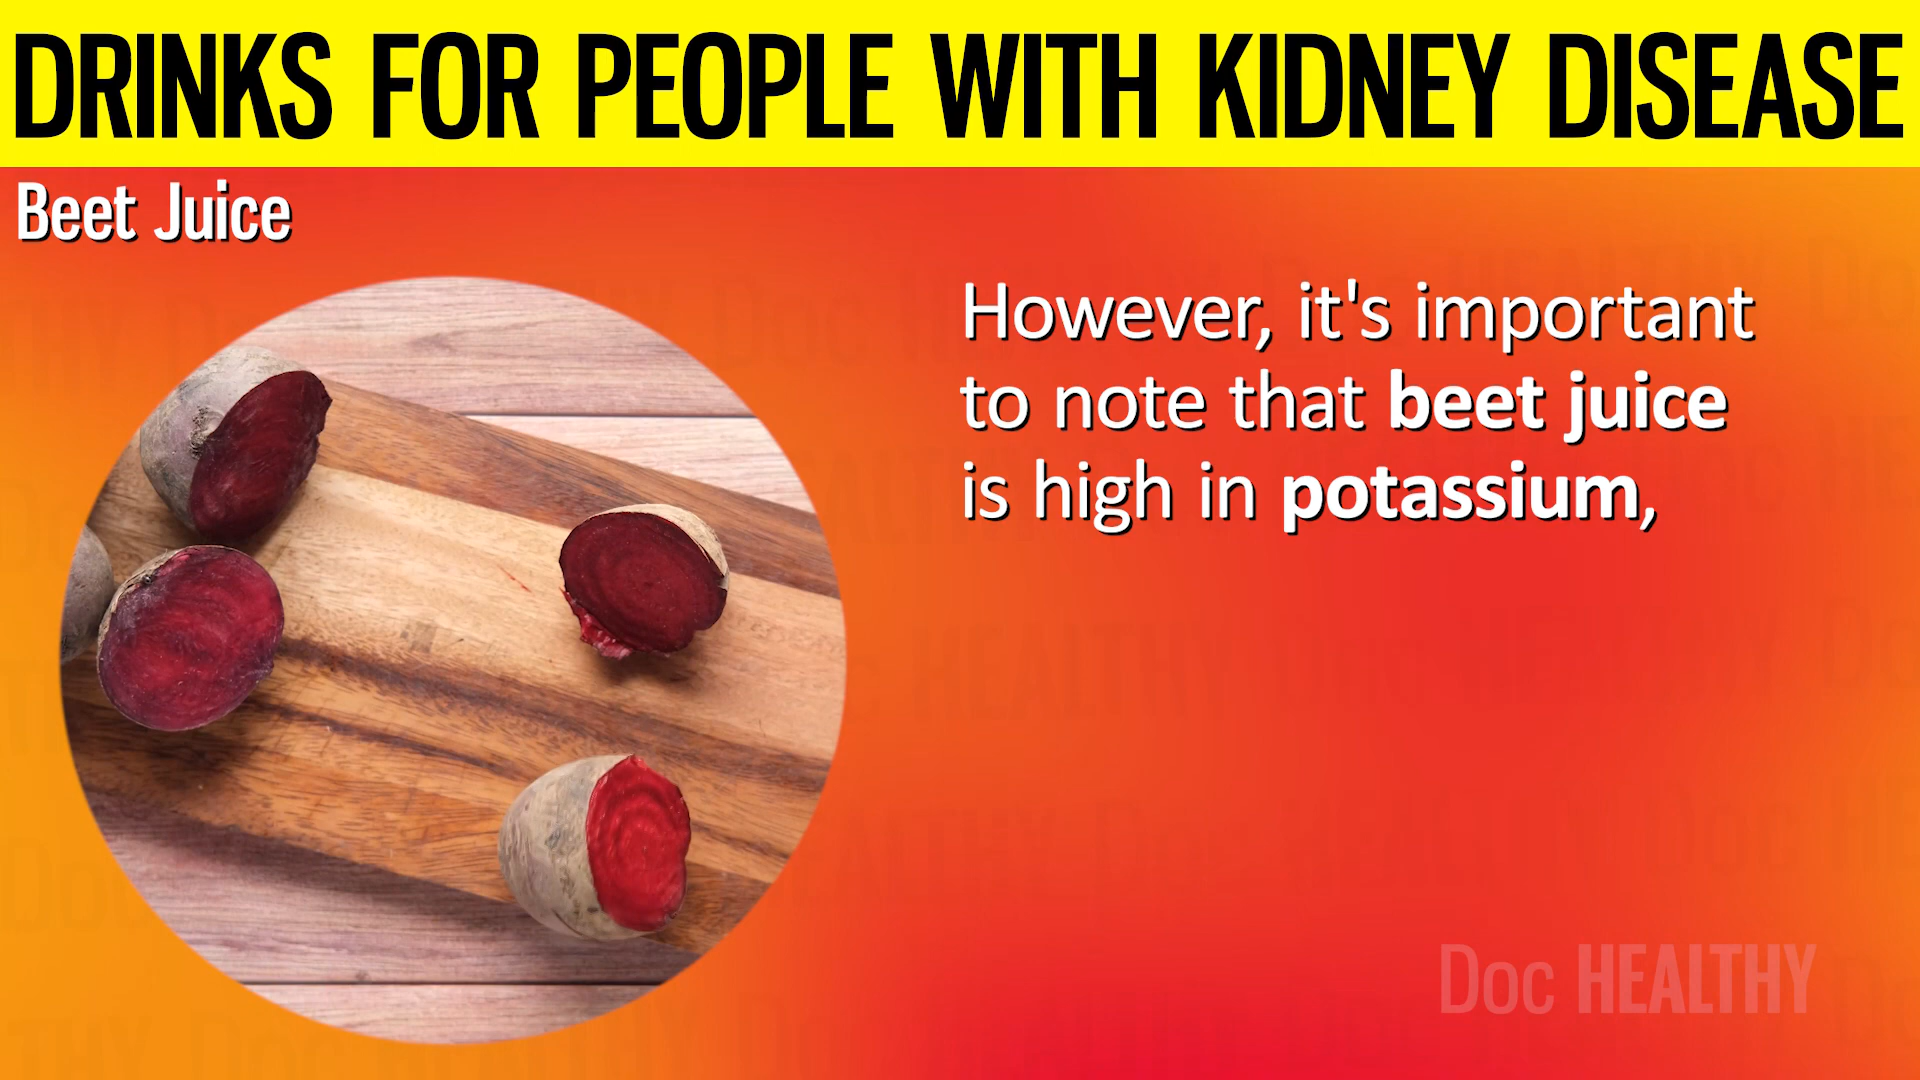 DRINKS FOR PEOPLE WITH KIDNEY DISEASE
Beet Juice
However, it's important
to note that beet juice
is high in potassium,
Doc HEALTHY